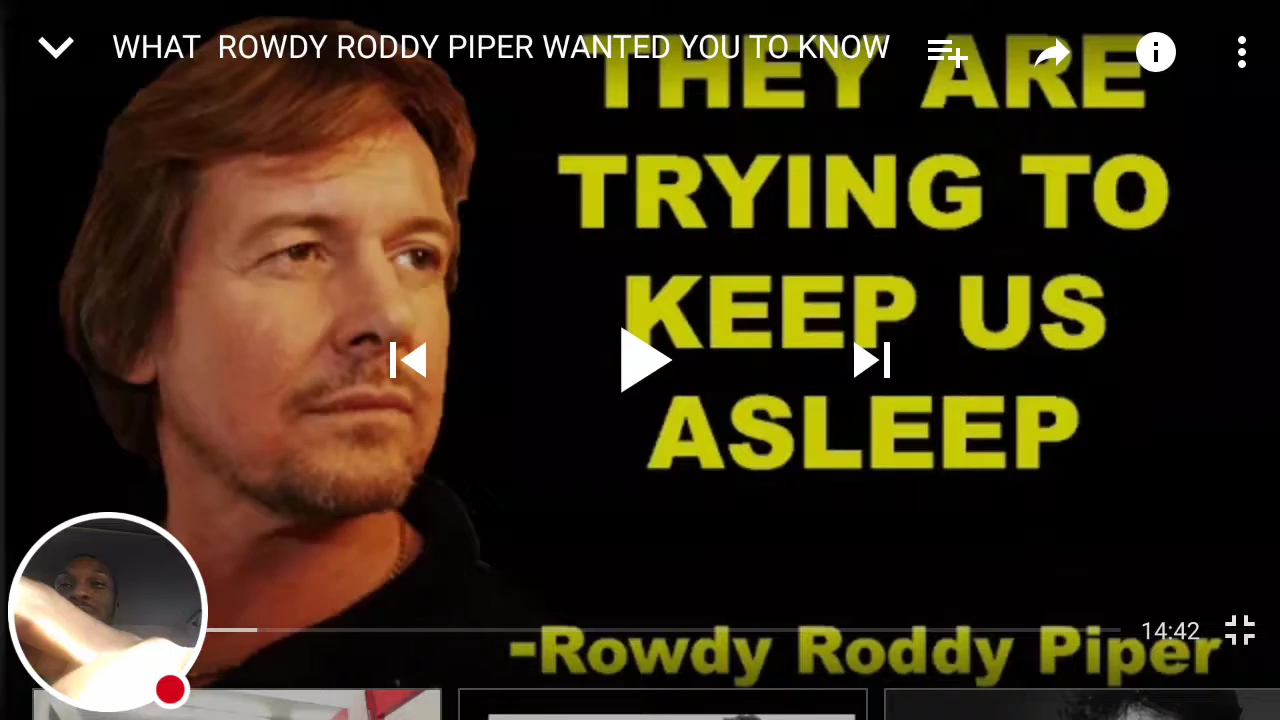 WHAT ROWDY RODDY PIPER WANTED YOU TO KNOW
THEY ARE
TRYING TO
KEEP US
ASLEEP
14:42
-Rowdy Roddy Piper